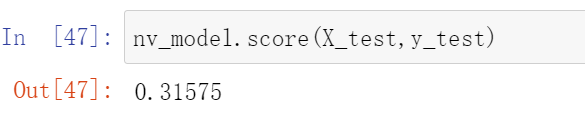 In [47]: nv_model.score(X_test,y_test)
Out[47]: 0.31575